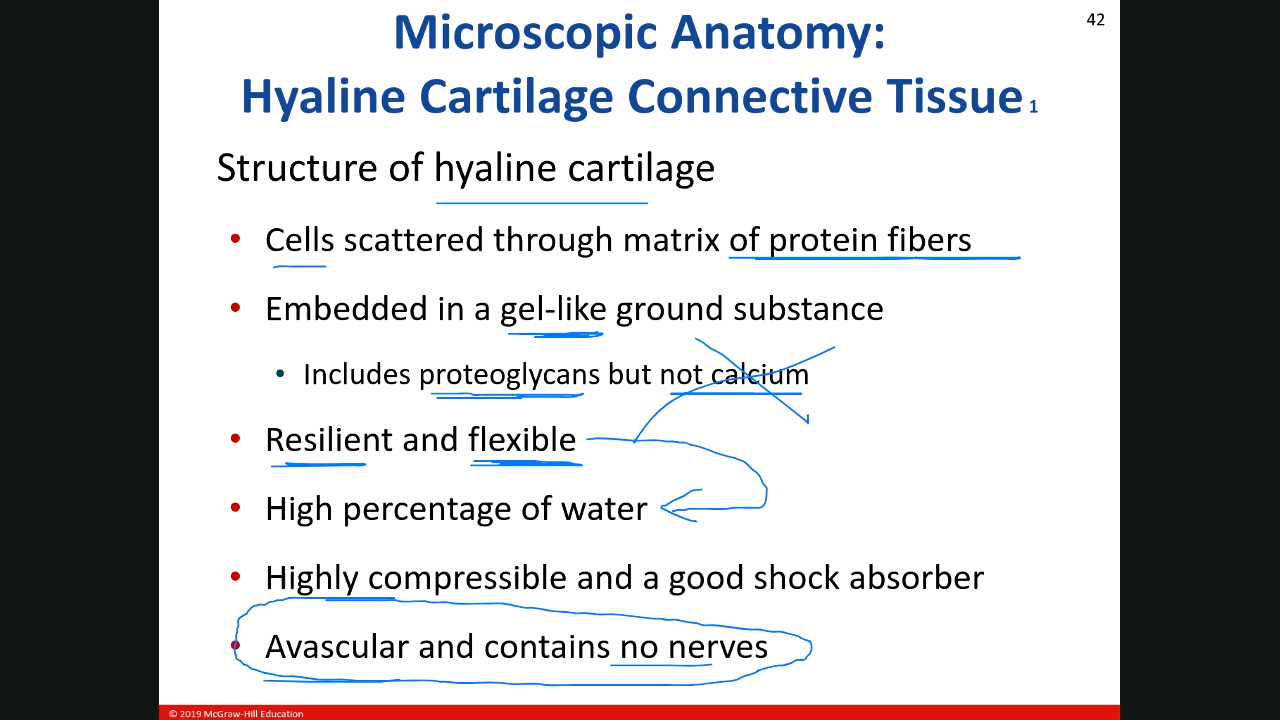 42
Microscopic Anatomy:
Hyaline Cartilage Connective Tissue 1
Structure of hyaline cartilage
• Cells scattered through matrix of protein fibers
• Embedded in a gel-like ground substance
• Includes proteoglycans but not calcium
• Resilient and flexible
• High percentage of water
• Highly compressible and a good shock absorber
• Avascular and contains no nerves
© 2019 McGraw-Hill Education